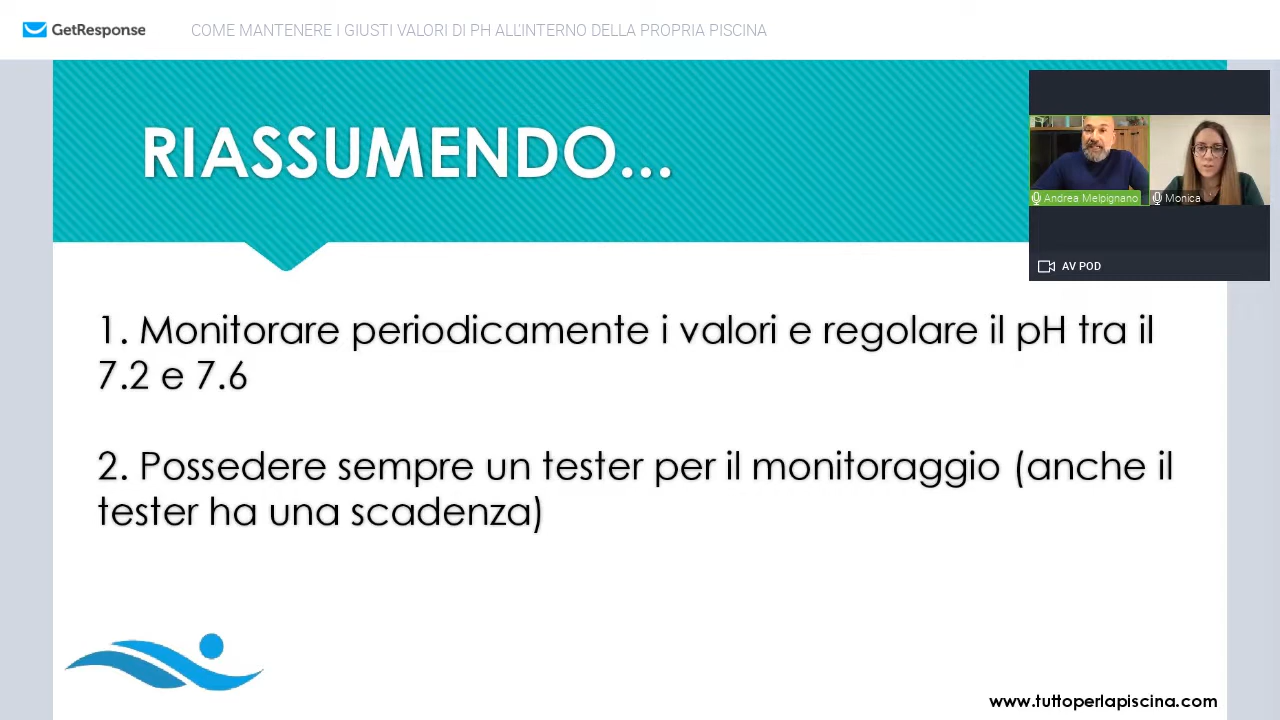 GetResponse
COME MANTENERE I GIUSTI VALORI DI PH ALL'INTERNO DELLA PROPRIA PISCINA
RIASSUMENDO...
Andrea Melpignano
Monica
AV POD
1. Monitorare periodicamente i valori e regolare il pH tra il
7.2 e 7.6
2. Possedere sempre un tester per il monitoraggio (anche il
tester ha una scadenza)
www.tuttoperlapiscina.com